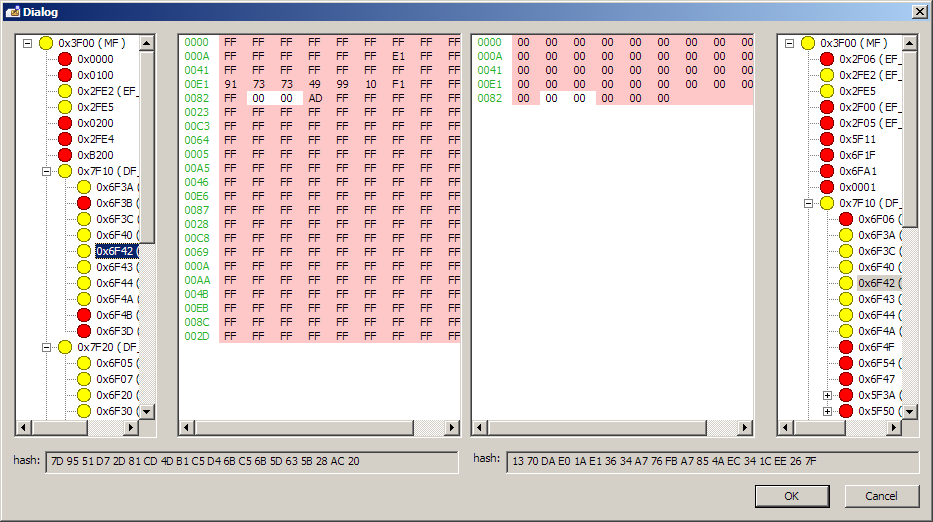 Dialog
0x3F00 ( MF )
0x0000
0x0100
0x2FE2 ( EF_
0x2FE5
0x0200
0x2FE4
0xB200
0x7F10 ( DF_
0x6F3A (
0x6F3B (
0x6F3C (
0x6F40 (
0x6F42 (
0x6F43 (
0x6F44 (
0x6F4A (
0x6F4B (
0x6F3D (
0x7F20 ( DF_
0x6F05 (
0x6F07 (
0x6F20 (
0x6F30 (
0000 FF FF FF FF FF FF FF FF FF
000A FF FF FF FF FF FF E1 FF FF
0041 FF FF FF FF FF FF FF FF FF
00E1 91 73 73 49 99 10 F1 FF FF
0082 FF 00 00 AD FF FF FF FF FF
0023 FF FF FF FF FF FF FF FF FF
00C3 FF FF FF FF FF FF FF FF FF
0064 FF FF FF FF FF FF FF FF FF
0005 FF FF FF FF FF FF FF FF FF
00A5 FF FF FF FF FF FF FF FF FF
0046 FF FF FF FF FF FF FF FF FF
00E6 FF FF FF FF FF FF FF FF FF
0087 FF FF FF FF FF FF FF FF FF
0028 FF FF FF FF FF FF FF FF FF
00C8 FF FF FF FF FF FF FF FF FF
0069 FF FF FF FF FF FF FF FF FF
000A FF FF FF FF FF FF FF FF FF
00AA FF FF FF FF FF FF FF FF FF
004B FF FF FF FF FF FF FF FF FF
00EB FF FF FF FF FF FF FF FF FF
008C FF FF FF FF FF FF FF FF FF
002D FF FF FF FF FF FF FF FF FF
0000 00 00 00 00 00 00 00 00 00
000A 00 00 00 00 00 00 00 00 00
0041 00 00 00 00 00 00 00 00 00
00E1 00 00 00 00 00 00 00 00 00
0082 00 00 00 00 00 00
0x3F00 ( MF )
0x2F06 ( EF_
0x2FE2 ( EF_
0x2FE5
0x2F00 ( EF_
0x2F05 ( EF_
0x5F11
0x6F1F
0x6FA1
0x0001
0x7F10 ( DF_
0x6F06 (
0x6F3A (
0x6F3C (
0x6F40 (
0x6F42 (
0x6F43 (
0x6F44 (
0x6F4A (
0x6F4F
0x6F54 (
0x6F47
0x5F3A (
0x5F50 (
hash: 7D 95 51 D7 2D 81 CD 4D B1 C5 D4 6B C5 6B 5D 63 5B 28 AC 20
hash: 13 70 DA E0 1A E1 36 34 A7 76 FB A7 85 4A EC 34 1C EE 26 7F
OK
Cancel